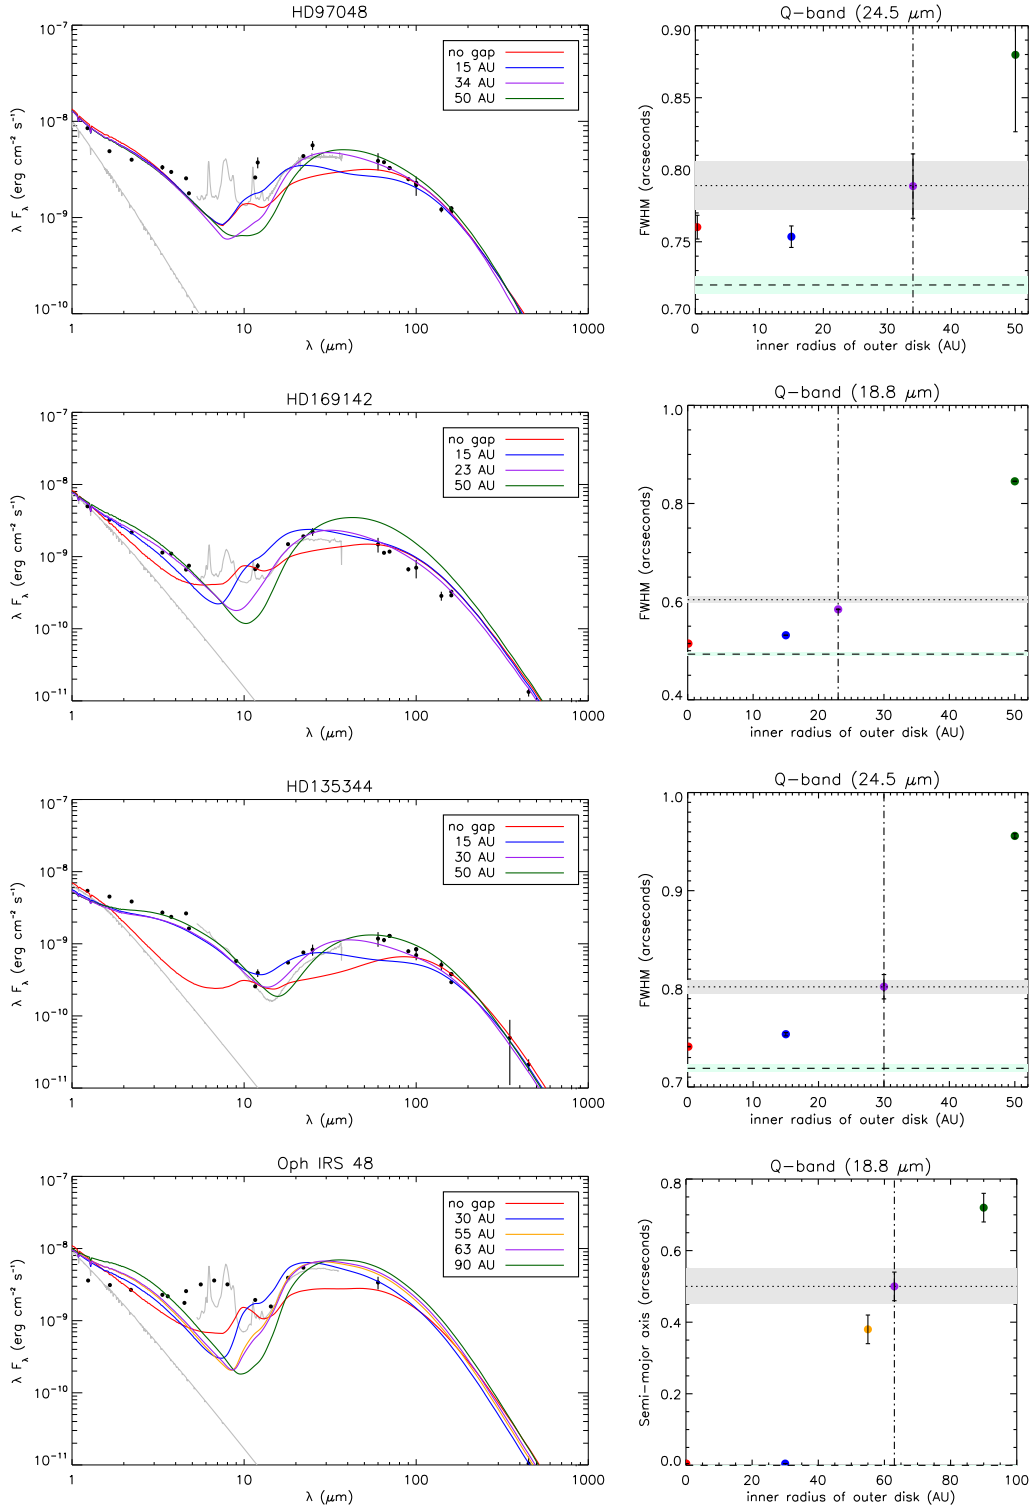 HD97048
λ Fλ (erg cm⁻² s⁻¹)
10⁻⁷
10⁻⁸
10⁻⁹
10⁻¹⁰
no gap
15 AU
34 AU
50 AU
1 10 100 1000
λ (μm)
Q-band (24.5 μm)
FWHM (arcseconds)
0.90
0.85
0.80
0.75
0.70
0 10 20 30 40 50
inner radius of outer disk (AU)
HD169142
λ Fλ (erg cm⁻² s⁻¹)
10⁻⁷
10⁻⁸
10⁻⁹
10⁻¹⁰
10⁻¹¹
no gap
15 AU
23 AU
50 AU
1 10 100 1000
λ (μm)
Q-band (18.8 μm)
FWHM (arcseconds)
1.0
0.8
0.6
0.4
0 10 20 30 40 50
inner radius of outer disk (AU)
HD135344
λ Fλ (erg cm⁻² s⁻¹)
10⁻⁷
10⁻⁸
10⁻⁹
10⁻¹⁰
10⁻¹¹
no gap
15 AU
30 AU
50 AU
1 10 100 1000
λ (μm)
Q-band (24.5 μm)
FWHM (arcseconds)
1.0
0.9
0.8
0.7
0 10 20 30 40 50
inner radius of outer disk (AU)
Oph IRS 48
λ Fλ (erg cm⁻² s⁻¹)
10⁻⁷
10⁻⁸
10⁻⁹
10⁻¹⁰
10⁻¹¹
no gap
30 AU
55 AU
63 AU
90 AU
1 10 100 1000
λ (μm)
Q-band (18.8 μm)
Semi-major axis (arcseconds)
0.8
0.6
0.4
0.2
0.0
0 20 40 60 80 100
inner radius of outer disk (AU)